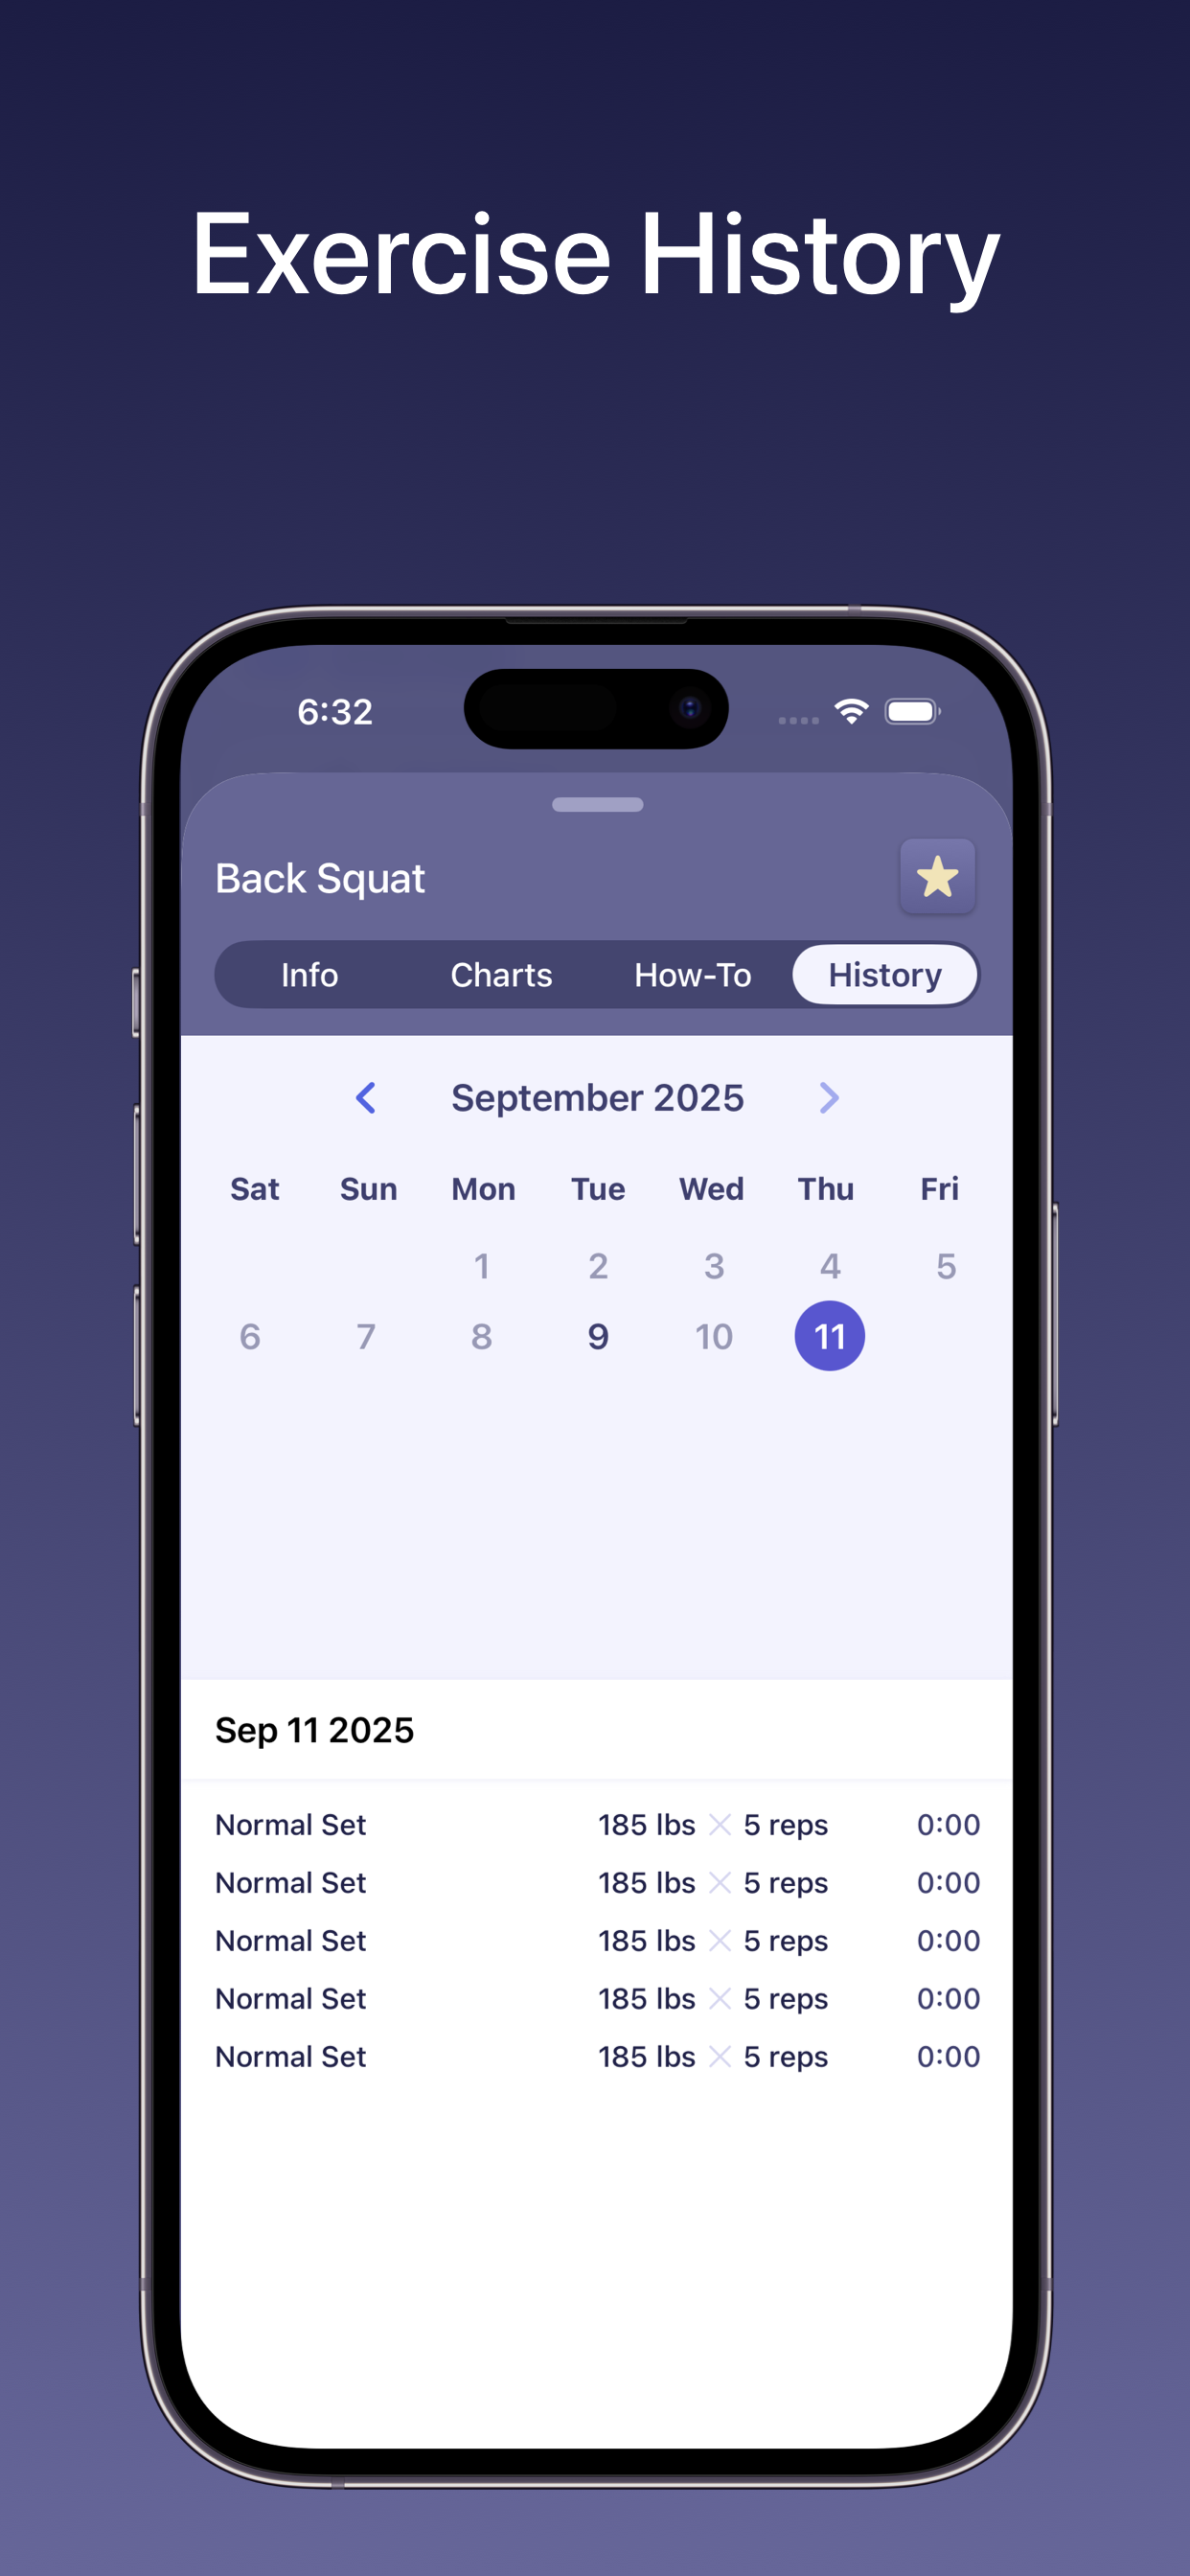 Exercise History
6:32
Back Squat
Info Charts How-To History
September 2025
Sat Sun Mon Tue Wed Thu Fri
1 2 3 4 5
6 7 8 9 10 11
Sep 11 2025
Normal Set 185 lbs × 5 reps 0:00
Normal Set 185 lbs × 5 reps 0:00
Normal Set 185 lbs × 5 reps 0:00
Normal Set 185 lbs × 5 reps 0:00
Normal Set 185 lbs × 5 reps 0:00